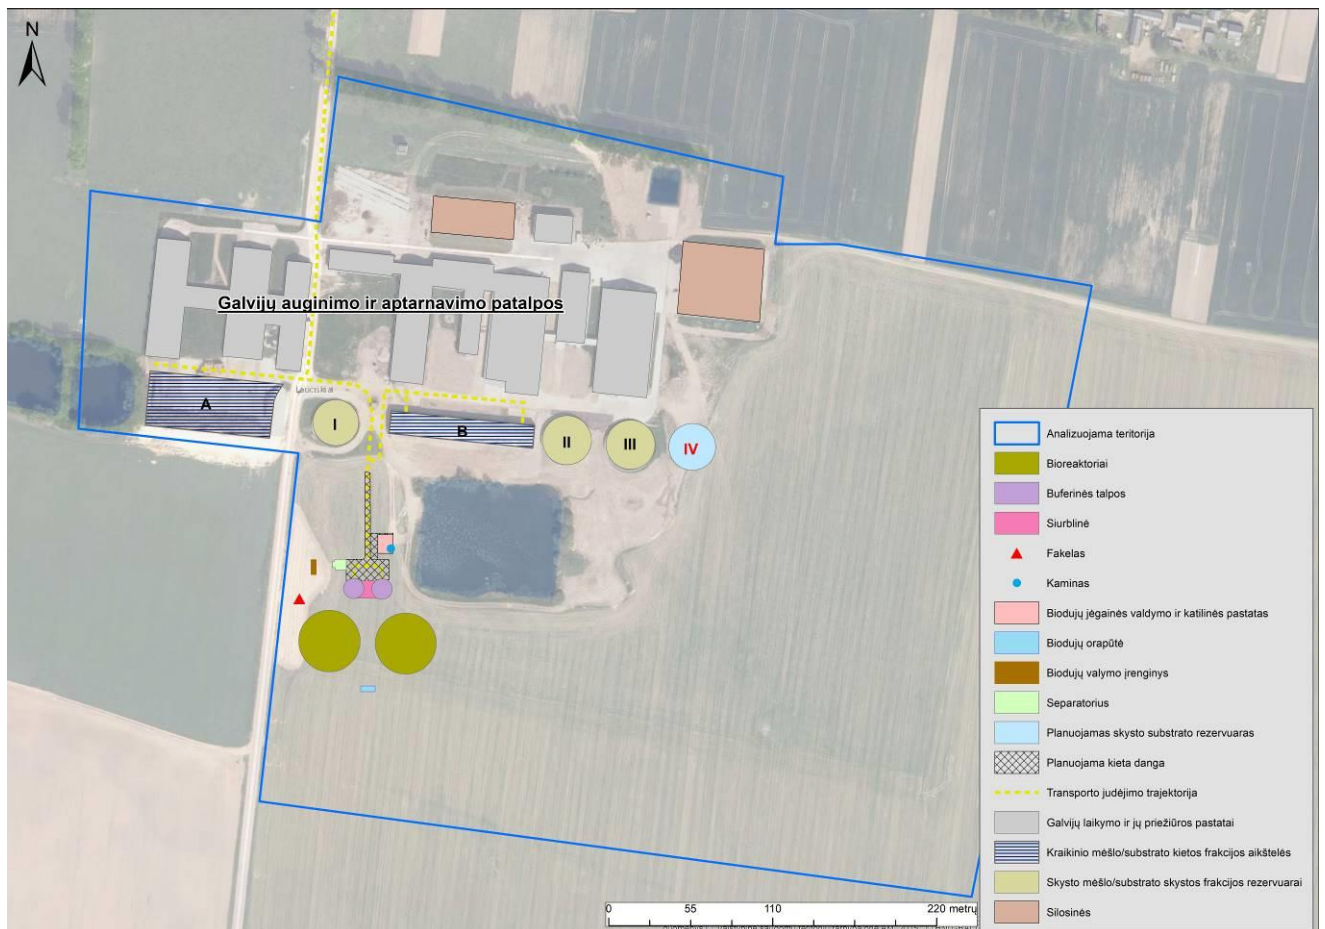 N
Galvijų auginimo ir aptarnavimo patalpos
A
I
B
II
III
IV
Analizuojama teritorija
Bioreaktoriai
Buferinės talpos
Siurblinė
Fakelas
Kaminas
Biodujų jėgainės valdymo ir katilinės pastatas
Biodujų orapūtė
Biodujų valymo įrenginys
Separatorius
Planuojamas skysto substrato rezervuaras
Planuojama kieta danga
Transporto judėjimo trajektorija
Galvijų laikymo ir jų priežiūros pastatai
Kraikinio mėšlo/substrato kietos frakcijos aikštelės
Skysto mėšlo/substrato skystos frakcijos rezervuarai
Silosinės
0 55 110 220 metrų